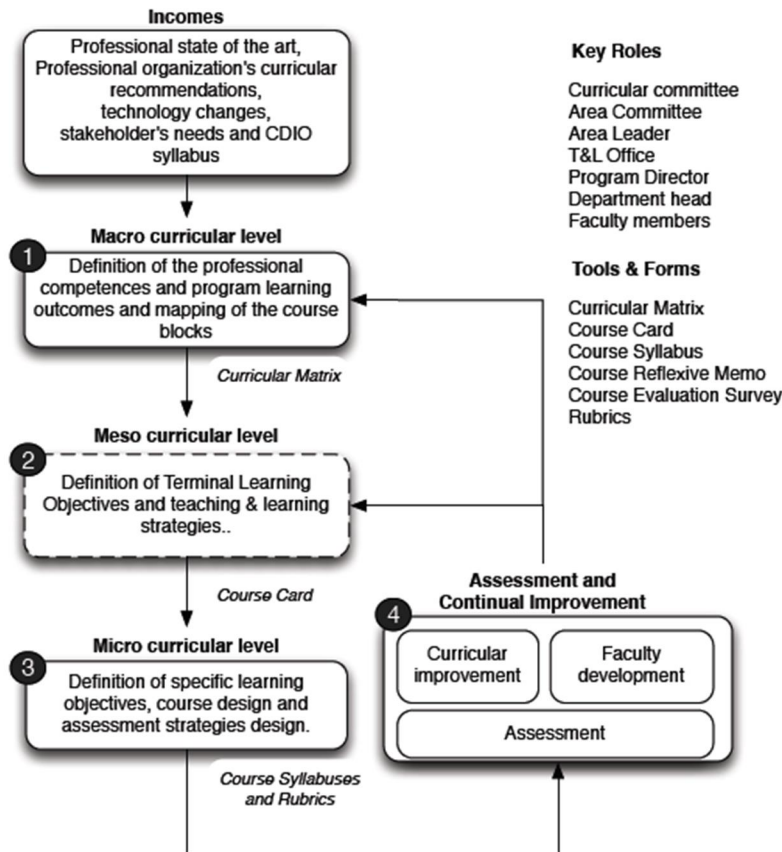 Incomes
Professional state of the art,
Professional organization's curricular
recommendations,
technology changes,
stakeholder's needs and CDIO
syllabus
Macro curricular level
1
Definition of the professional
competences and program learning
outcomes and mapping of the course
blocks
Curricular Matrix
Meso curricular level
2
Definition of Terminal Learning
Objectives and teaching & learning
strategies..
Course Card
Micro curricular level
3
Definition of specific learning
objectives, course design and
assessment strategies design.
Course Syllabuses
and Rubrics
Key Roles
Curricular committee
Area Committee
Area Leader
T&L Office
Program Director
Department head
Faculty members
Tools & Forms
Curricular Matrix
Course Card
Course Syllabus
Course Reflexive Memo
Course Evaluation Survey
Rubrics
Assessment and
Continual Improvement
4
Curricular
improvement
Faculty
development
Assessment